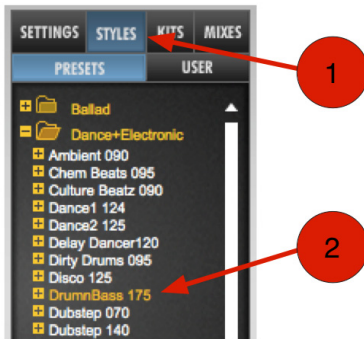 SETTINGS STYLES KITS MIXES
1
PRESETS USER
Ballad
Dance+Electronic
Ambient 090
Chem Beats 095
Culture Beatz 090
Dance1 124
Dance2 125
Delay Dancer120
Dirty Drums 095
2
Disco 125
DrumnBass 175
Dubstep 070
Dubstep 140